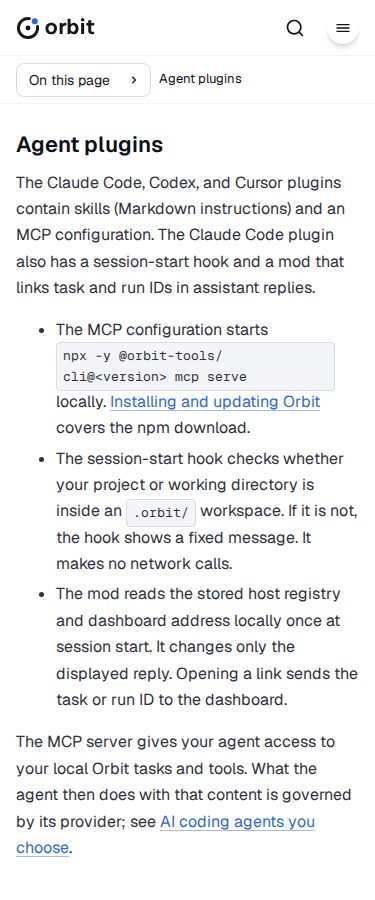 orbit
On this page
Agent plugins
Agent plugins
The Claude Code, Codex, and Cursor plugins
contain skills (Markdown instructions) and an
MCP configuration. The Claude Code plugin
also has a session-start hook and a mod that
links task and run IDs in assistant replies.
• The MCP configuration starts
npx -y @orbit-tools/
cli@<version> mcp serve
locally. Installing and updating Orbit
covers the npm download.
• The session-start hook checks whether
your project or working directory is
inside an .orbit/ workspace. If it is not,
the hook shows a fixed message. It
makes no network calls.
• The mod reads the stored host registry
and dashboard address locally once at
session start. It changes only the
displayed reply. Opening a link sends the
task or run ID to the dashboard.
The MCP server gives your agent access to
your local Orbit tasks and tools. What the
agent then does with that content is governed
by its provider; see AI coding agents you
choose.